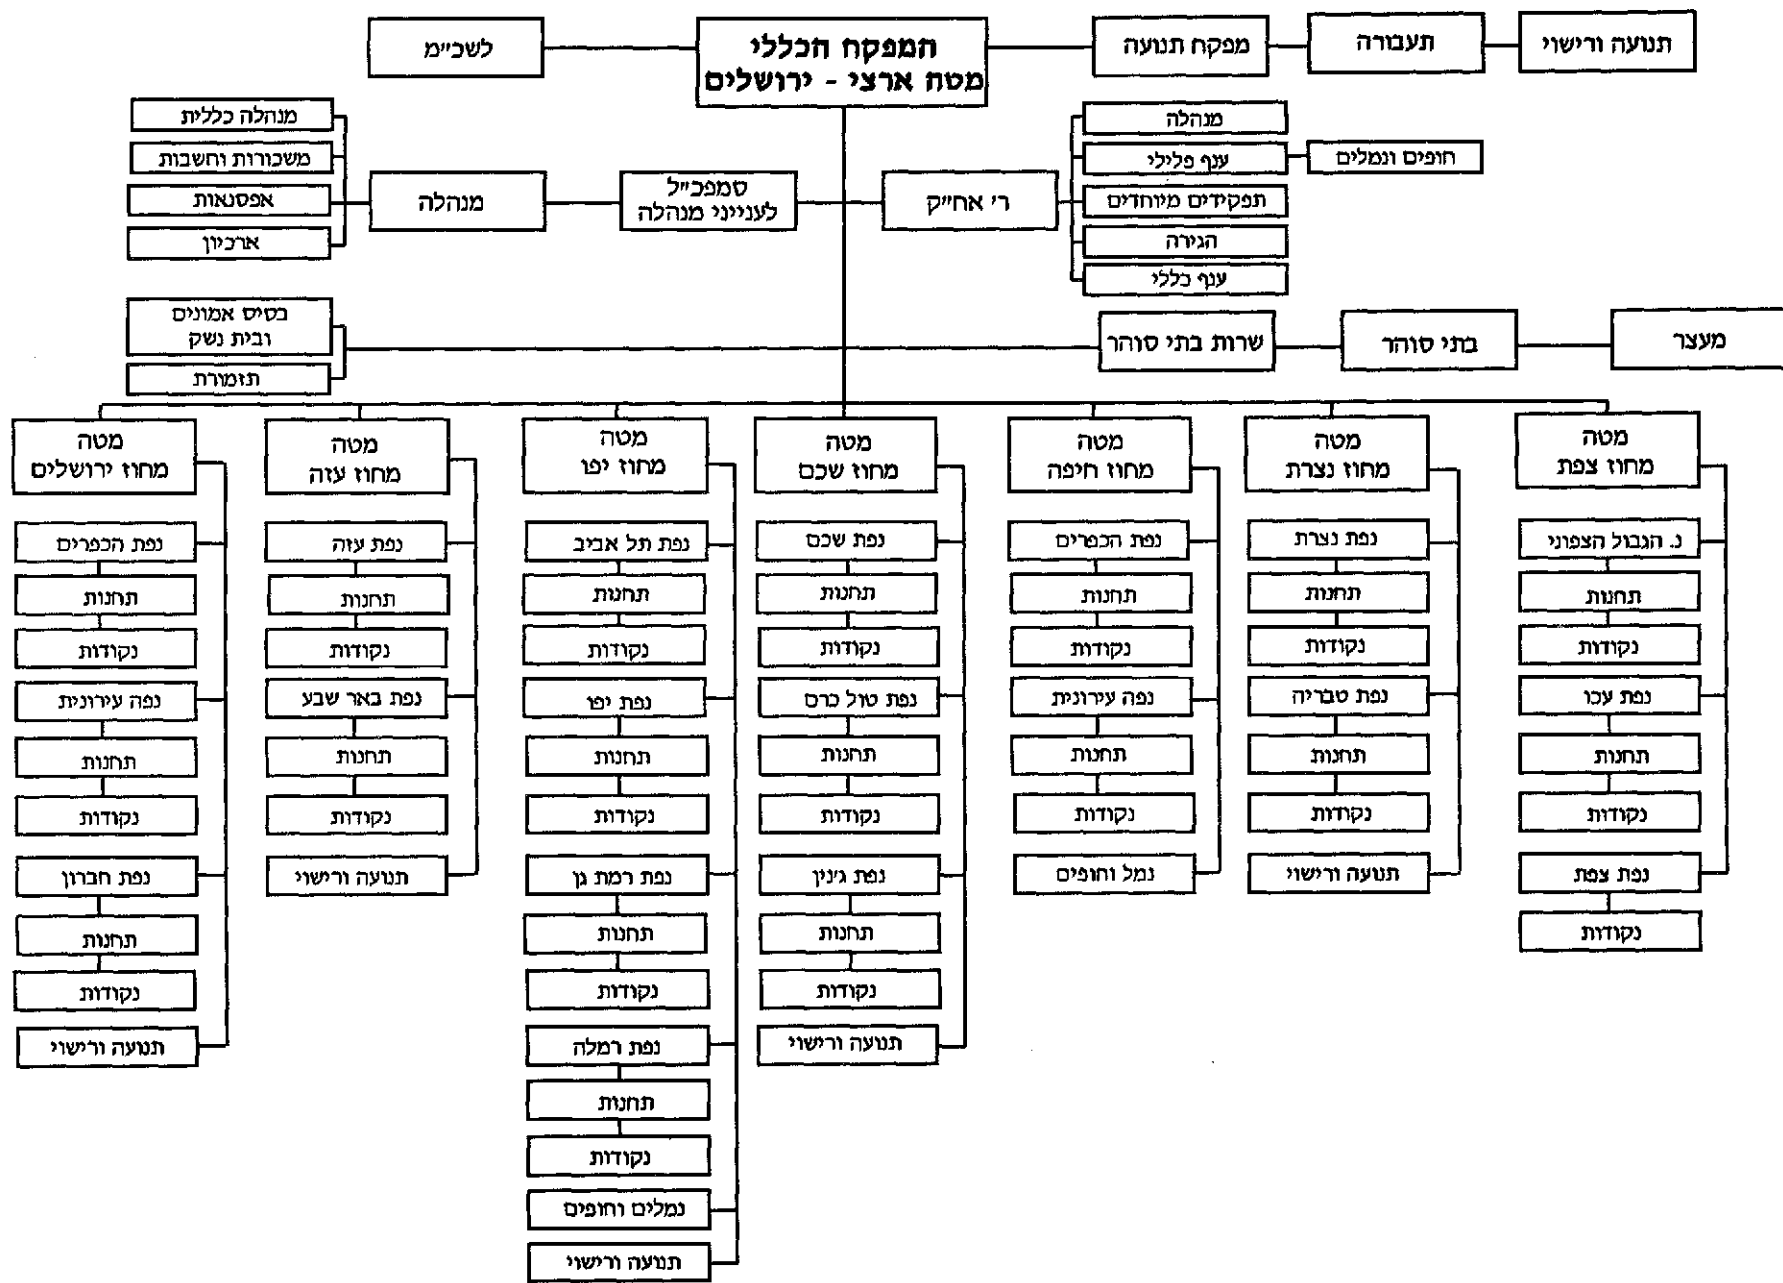 תנועה ורישוי
תעבורה
מפקח תנועה
המפקח הכללי
מטה ארצי - ירושלים
לשכ״מ
מנהלה
ענף פלילי
חופים ונמלים
תפקידים מיוחדים
הגירה
ענף כללי
ר׳ אח״ק
סמפכ״ל
לענייני מנהלה
מנהלה
מנהלה כללית
משכורות וחשבות
אפסנאות
ארכיון
מעצר
בתי סוהר
שרות בתי סוהר
בסיס אמונים
ובית נשק
תזמורת
מטה
מחוז צפת
נ. הגבול הצפוני
תחנות
נקודות
נפת עכו
תחנות
נקודות
נפת צפת
נקודות
מטה
מחוז נצרת
נפת נצרת
תחנות
נקודות
נפת טבריה
תחנות
נקודות
תנועה ורישוי
מטה
מחוז חיפה
נפת הכפרים
תחנות
נקודות
נפה עירונית
תחנות
נקודות
נמל וחופים
מטה
מחוז שכם
נפת שכם
תחנות
נקודות
נפת טול כרם
תחנות
נקודות
נפת ג׳נין
תחנות
נקודות
תנועה ורישוי
מטה
מחוז יפו
נפת תל אביב
תחנות
נקודות
נפת יפו
תחנות
נקודות
נפת רמת גן
תחנות
נקודות
נפת רמלה
תחנות
נקודות
נמלים וחופים
תנועה ורישוי
מטה
מחוז עזה
נפת עזה
תחנות
נקודות
נפת באר שבע
תחנות
נקודות
תנועה ורישוי
מטה
מחוז ירושלים
נפת הכפרים
תחנות
נקודות
נפה עירונית
תחנות
נקודות
נפת חברון
תחנות
נקודות
תנועה ורישוי